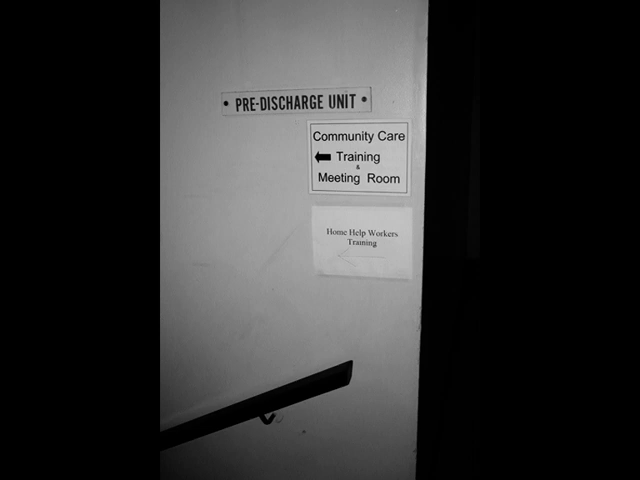 PRE-DISCHARGE UNIT
Community Care
Training
&
Meeting Room
Home Help Workers
Training